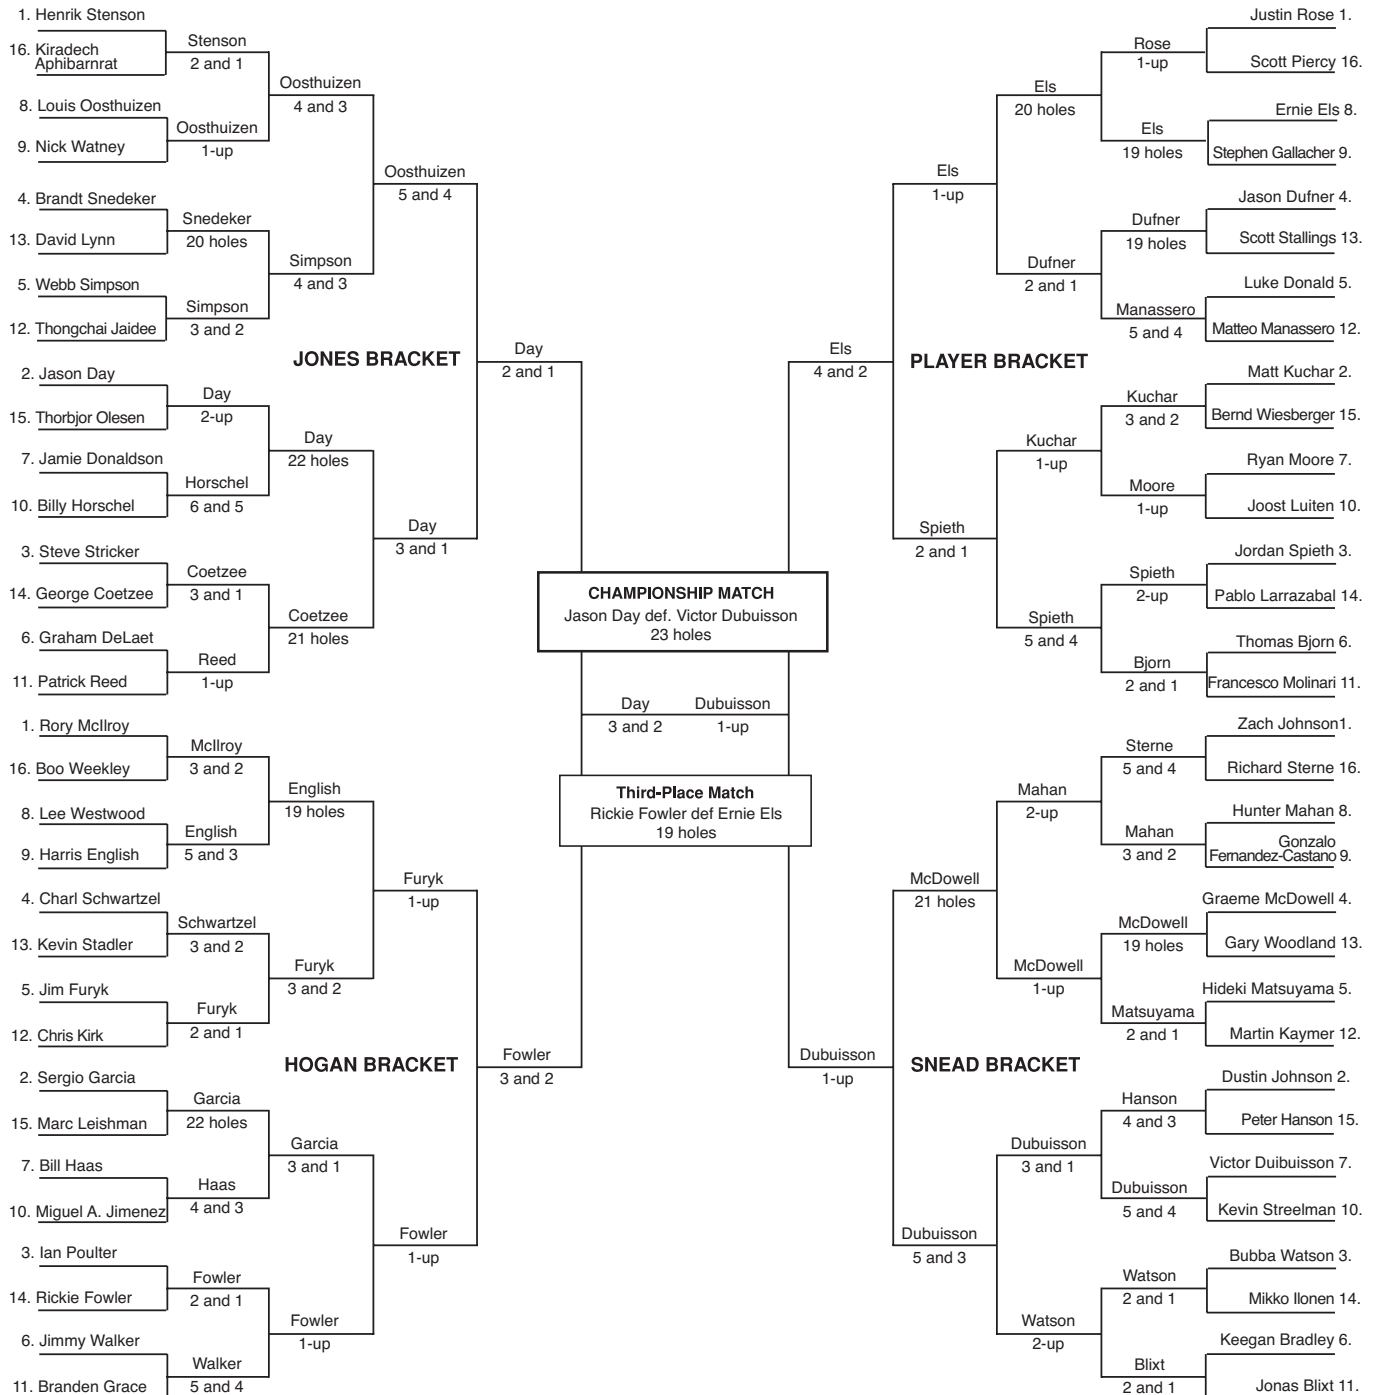 1. Henrik Stenson
16. Kiradech
Aphibarnrat
Stenson
2 and 1
8. Louis Oosthuizen
9. Nick Watney
Oosthuizen
1-up
Oosthuizen
4 and 3
4. Brandt Snedeker
13. David Lynn
Snedeker
20 holes
5. Webb Simpson
12. Thongchai Jaidee
Simpson
3 and 2
Simpson
4 and 3
Oosthuizen
5 and 4
JONES BRACKET
2. Jason Day
15. Thorbjor Olesen
Day
2-up
7. Jamie Donaldson
10. Billy Horschel
Horschel
6 and 5
Day
22 holes
3. Steve Stricker
14. George Coetzee
Coetzee
3 and 1
6. Graham DeLaet
11. Patrick Reed
Reed
1-up
Coetzee
21 holes
Day
3 and 1
Day
2 and 1
1. Rory McIlroy
16. Boo Weekley
McIlroy
3 and 2
8. Lee Westwood
9. Harris English
English
5 and 3
English
19 holes
4. Charl Schwartzel
13. Kevin Stadler
Schwartzel
3 and 2
5. Jim Furyk
12. Chris Kirk
Furyk
2 and 1
Furyk
3 and 2
Furyk
1-up
HOGAN BRACKET
2. Sergio Garcia
15. Marc Leishman
Garcia
22 holes
7. Bill Haas
10. Miguel A. Jimenez
Haas
4 and 3
Garcia
3 and 1
3. Ian Poulter
14. Rickie Fowler
Fowler
2 and 1
6. Jimmy Walker
11. Branden Grace
Walker
5 and 4
Fowler
1-up
Fowler
1-up
Fowler
3 and 2
CHAMPIONSHIP MATCH
Jason Day def. Victor Dubuisson
23 holes
Day
3 and 2
Dubuisson
1-up
Third-Place Match
Rickie Fowler def Ernie Els
19 holes
Justin Rose 1.
Scott Piercy 16.
Rose
1-up
Ernie Els 8.
Stephen Gallacher 9.
Els
19 holes
Els
20 holes
Jason Dufner 4.
Scott Stallings 13.
Dufner
19 holes
Luke Donald 5.
Matteo Manassero 12.
Manassero
5 and 4
Dufner
2 and 1
Els
1-up
Els
4 and 2
PLAYER BRACKET
Matt Kuchar 2.
Bernd Wiesberger 15.
Kuchar
3 and 2
Ryan Moore 7.
Joost Luiten 10.
Moore
1-up
Kuchar
1-up
Jordan Spieth 3.
Pablo Larrazabal 14.
Spieth
2-up
Thomas Bjorn 6.
Francesco Molinari 11.
Bjorn
2 and 1
Spieth
5 and 4
Spieth
2 and 1
Zach Johnson1.
Richard Sterne 16.
Sterne
5 and 4
Hunter Mahan 8.
Gonzalo
Fernandez-Castano 9.
Mahan
3 and 2
Mahan
2-up
Graeme McDowell 4.
Gary Woodland 13.
McDowell
19 holes
Hideki Matsuyama 5.
Martin Kaymer 12.
Matsuyama
2 and 1
McDowell
1-up
McDowell
21 holes
Dubuisson
1-up
SNEAD BRACKET
Dustin Johnson 2.
Peter Hanson 15.
Hanson
4 and 3
Victor Duibuisson 7.
Kevin Streelman 10.
Dubuisson
5 and 4
Dubuisson
3 and 1
Bubba Watson 3.
Mikko Ilonen 14.
Watson
2 and 1
Keegan Bradley 6.
Jonas Blixt 11.
Blixt
2 and 1
Watson
2-up
Dubuisson
5 and 3